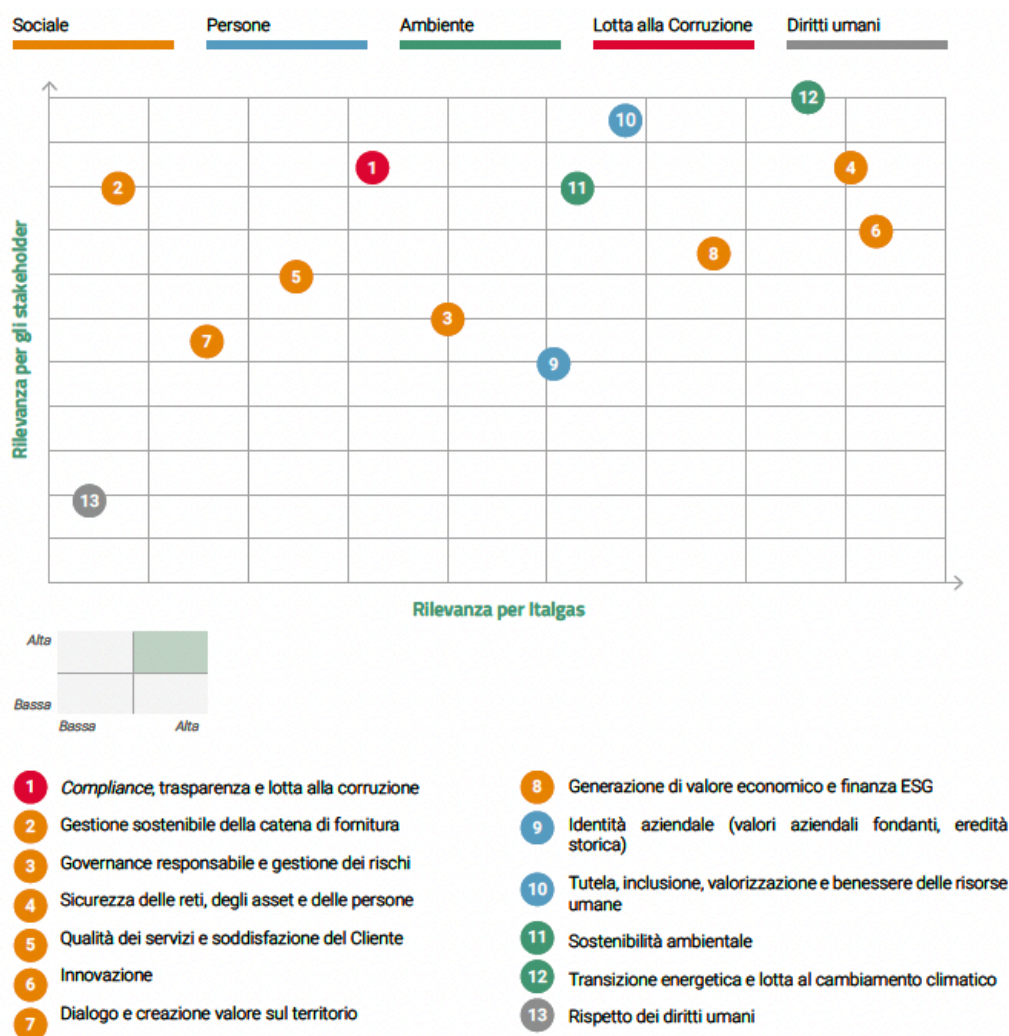 Sociale
Persone
Ambiente
Lotta alla Corruzione
Diritti umani
12
10
1
4
2
11
6
8
5
3
7
9
13
Rilevanza per gli stakeholder
Rilevanza per Italgas
Alta
Bassa
Bassa
Alta
1 Compliance, trasparenza e lotta alla corruzione
2 Gestione sostenibile della catena di fornitura
3 Governance responsabile e gestione dei rischi
4 Sicurezza delle reti, degli asset e delle persone
5 Qualità dei servizi e soddisfazione del Cliente
6 Innovazione
7 Dialogo e creazione valore sul territorio
8 Generazione di valore economico e finanza ESG
9 Identità aziendale (valori aziendali fondanti, eredità
storica)
10 Tutela, inclusione, valorizzazione e benessere delle risorse
umane
11 Sostenibilità ambientale
12 Transizione energetica e lotta al cambiamento climatico
13 Rispetto dei diritti umani